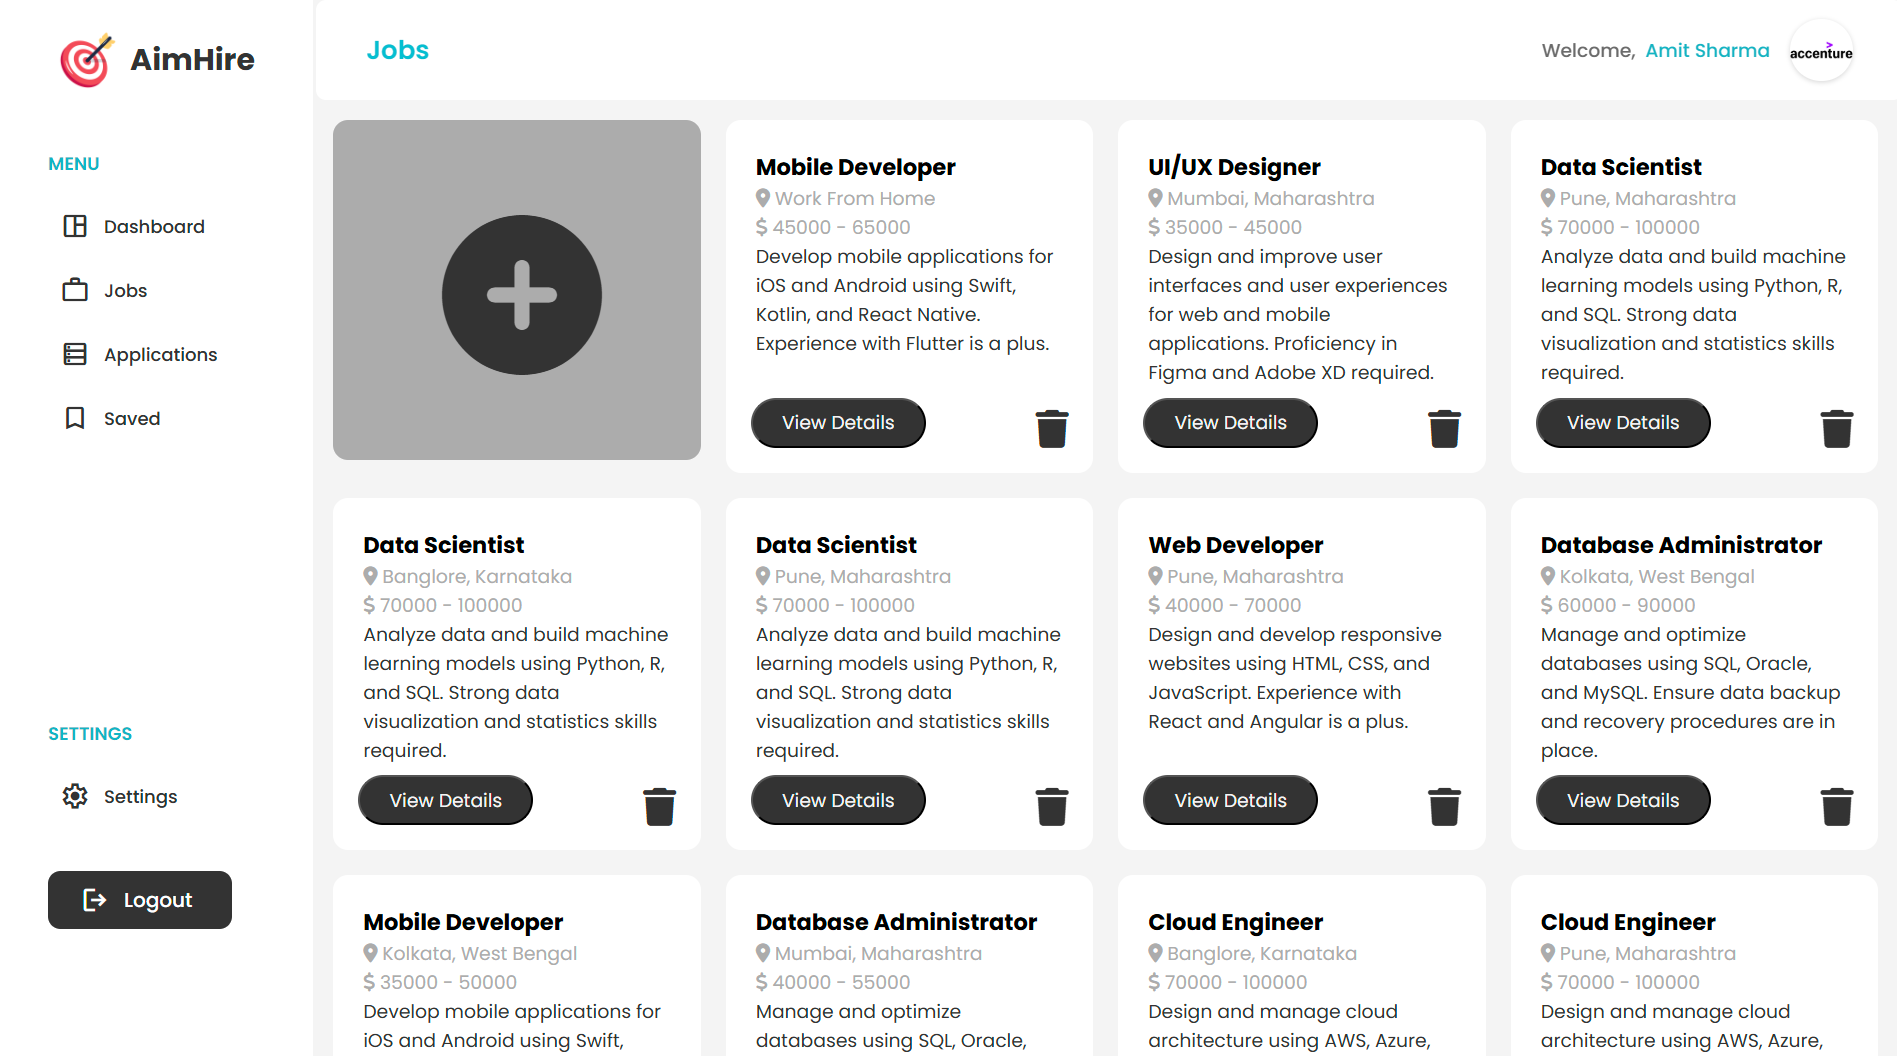 AimHire
MENU
Dashboard
Jobs
Applications
Saved
SETTINGS
Settings
Logout
Jobs
Welcome, Amit Sharma
accenture
Mobile Developer
Work From Home
$ 45000 - 65000
Develop mobile applications for
iOS and Android using Swift,
Kotlin, and React Native.
Experience with Flutter is a plus.
View Details
UI/UX Designer
Mumbai, Maharashtra
$ 35000 - 45000
Design and improve user
interfaces and user experiences
for web and mobile
applications. Proficiency in
Figma and Adobe XD required.
View Details
Data Scientist
Pune, Maharashtra
$ 70000 - 100000
Analyze data and build machine
learning models using Python, R,
and SQL. Strong data
visualization and statistics skills
required.
View Details
Data Scientist
Banglore, Karnataka
$ 70000 - 100000
Analyze data and build machine
learning models using Python, R,
and SQL. Strong data
visualization and statistics skills
required.
View Details
Data Scientist
Pune, Maharashtra
$ 70000 - 100000
Analyze data and build machine
learning models using Python, R,
and SQL. Strong data
visualization and statistics skills
required.
View Details
Web Developer
Pune, Maharashtra
$ 40000 - 70000
Design and develop responsive
websites using HTML, CSS, and
JavaScript. Experience with
React and Angular is a plus.
View Details
Database Administrator
Kolkata, West Bengal
$ 60000 - 90000
Manage and optimize
databases using SQL, Oracle,
and MySQL. Ensure data backup
and recovery procedures are in
place.
View Details
Mobile Developer
Kolkata, West Bengal
$ 35000 - 50000
Develop mobile applications for
iOS and Android using Swift,
Database Administrator
Mumbai, Maharashtra
$ 40000 - 55000
Manage and optimize
databases using SQL, Oracle,
Cloud Engineer
Banglore, Karnataka
$ 70000 - 100000
Design and manage cloud
architecture using AWS, Azure,
Cloud Engineer
Pune, Maharashtra
$ 70000 - 100000
Design and manage cloud
architecture using AWS, Azure,